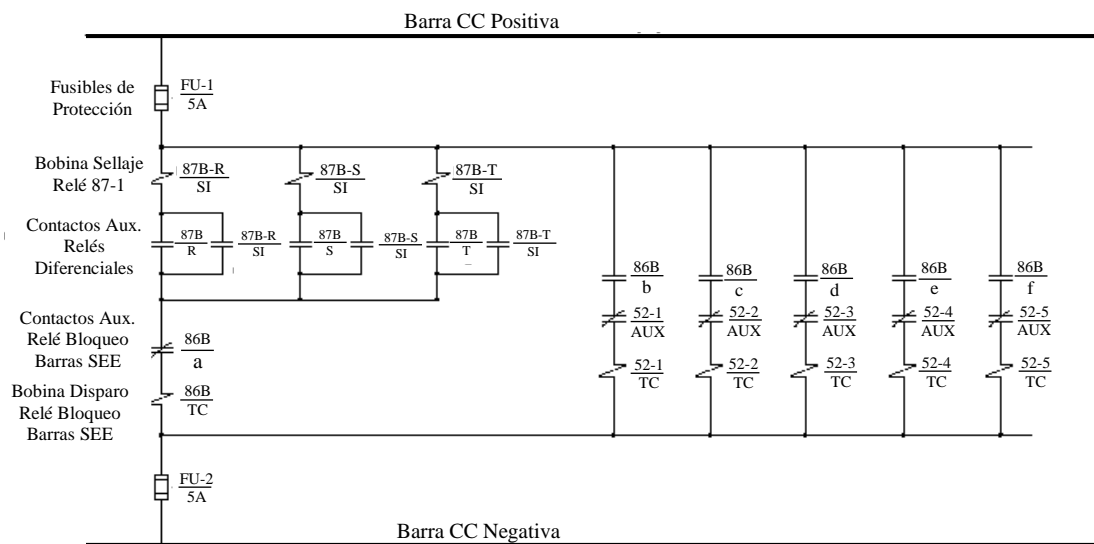 Barra CC Positiva
Fusibles de
Protección
FU-1
5A
Bobina Sellaje
Relé 87-1
87B-R
SI
87B-S
SI
87B-T
SI
Contactos Aux.
Relés
Diferenciales
87B
R
87B-R
SI
87B
S
87B-S
SI
87B
T
87B-T
SI
86B
b
86B
c
86B
d
86B
e
86B
f
52-1
AUX
52-2
AUX
52-3
AUX
52-4
AUX
52-5
AUX
Contactos Aux.
Relé Bloqueo
Barras SEE
86B
a
52-1
TC
52-2
TC
52-3
TC
52-4
TC
52-5
TC
Bobina Disparo
Relé Bloqueo
Barras SEE
86B
TC
FU-2
5A
Barra CC Negativa